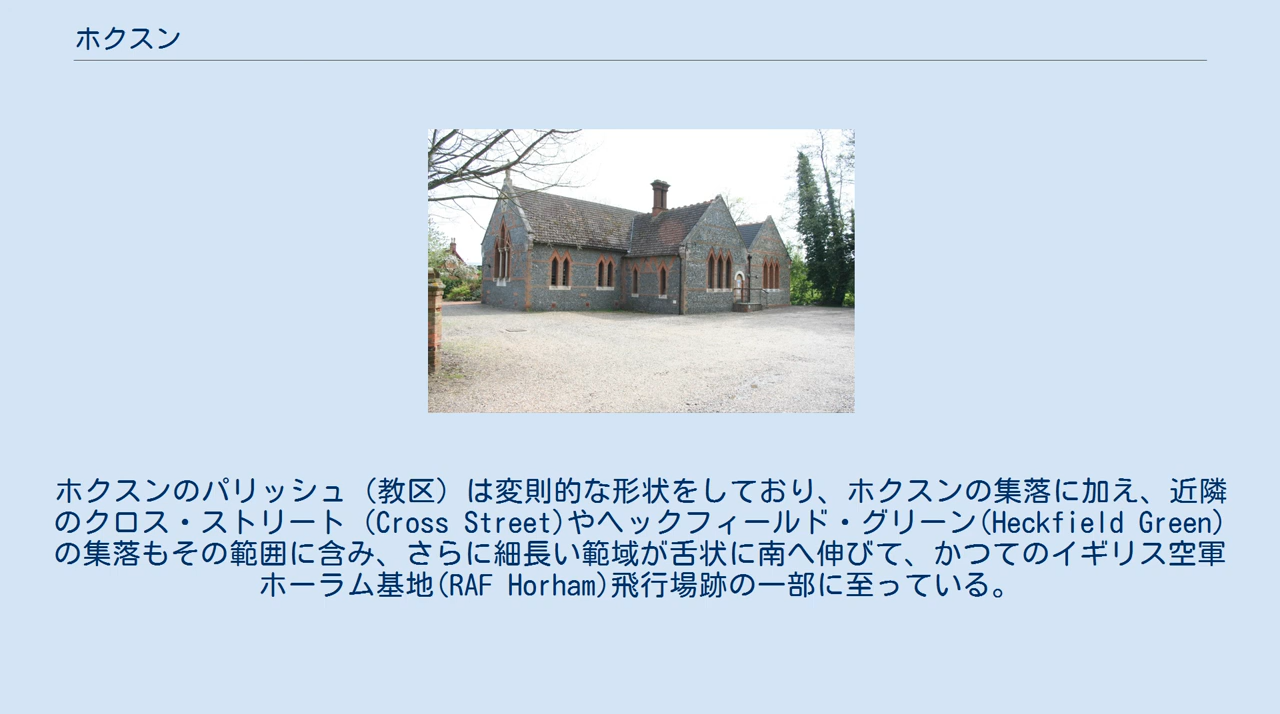 ホクスン
ホクスンのパリッシュ（教区）は変則的な形状をしており、ホクスンの集落に加え、近隣
のクロス・ストリート (Cross Street)やヘックフィールド・グリーン(Heckfield Green)
の集落もその範囲に含み、さらに細長い範域が舌状に南へ伸びて、かつてのイギリス空軍
ホーラム基地(RAF Horham)飛行場跡の一部に至っている。